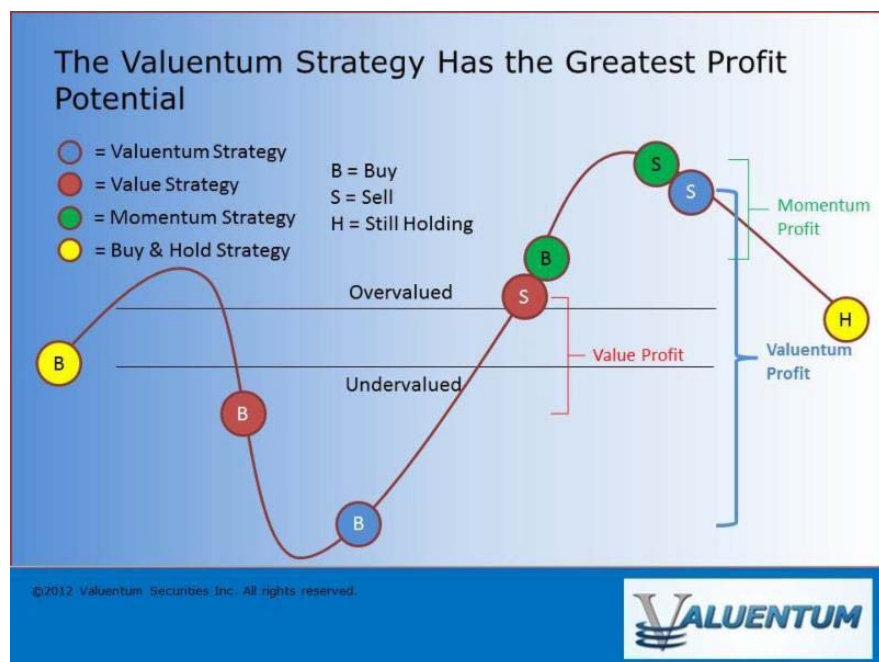 The Valuentum Strategy Has the Greatest Profit
Potential
= Valuentum Strategy
= Value Strategy
= Momentum Strategy
= Buy & Hold Strategy
B = Buy
S = Sell
H = Still Holding
S
S
Momentum
Profit
B
Overvalued
S
H
B
Value Profit
Valuentum
Profit
Undervalued
B
B
©2012 Valuentum Securities Inc. All rights reserved.
VALUENTUM